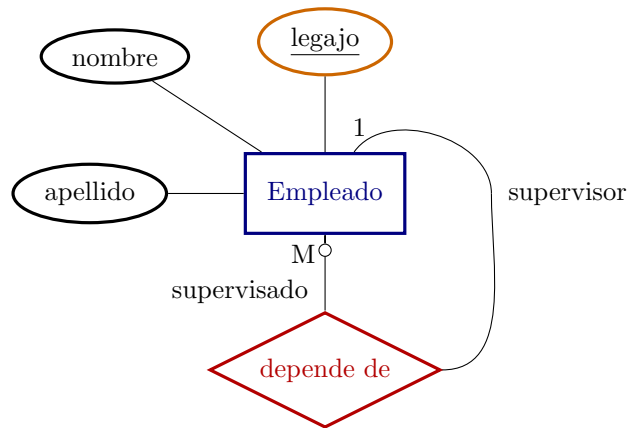 legajo
nombre
1
apellido
Empleado
supervisor
M
supervisado
depende de